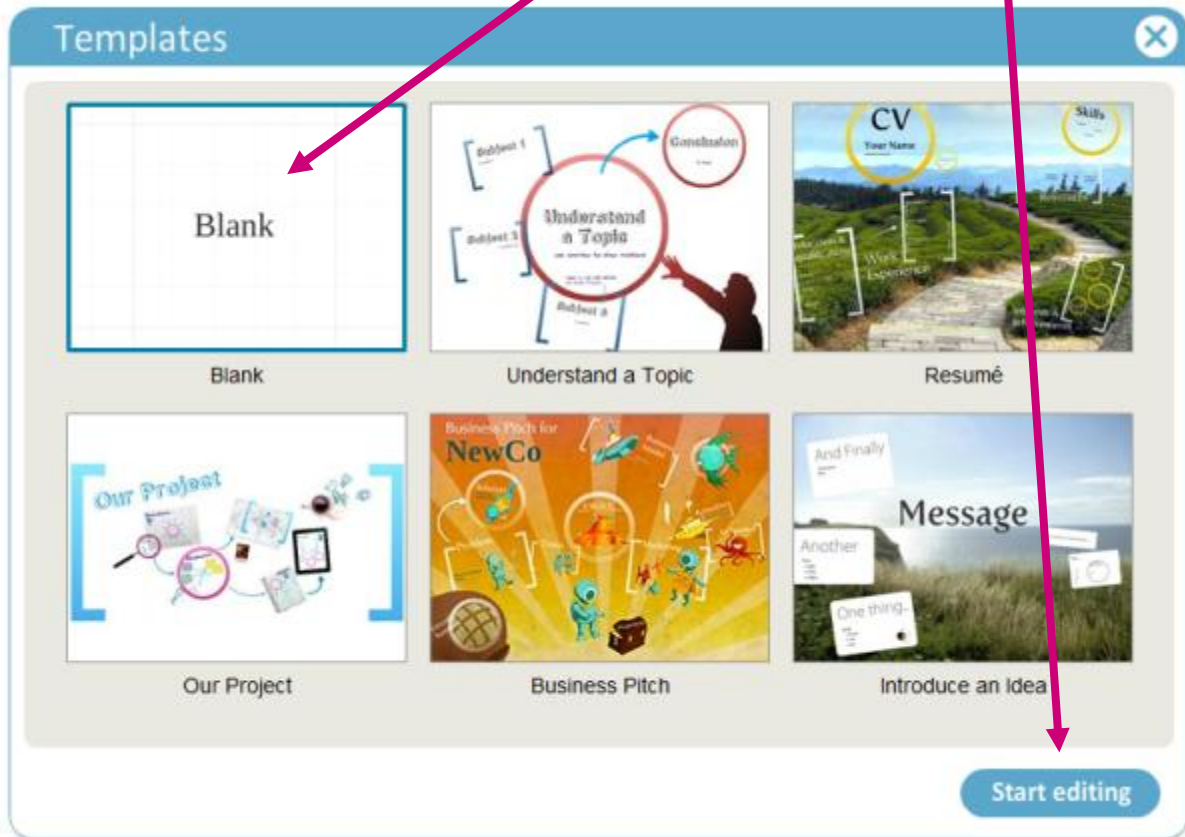 Templates
Blank
Subject 1
Conclusion
Understand
a Topic
Subject 3
CV
Your Name
Skills
Work
Experience
Blank
Understand a Topic
Resumé
Our Project
Business Pitch for
NewCo
And Finally
Message
Another
One thing..
Our Project
Business Pitch
Introduce an Idea
Start editing